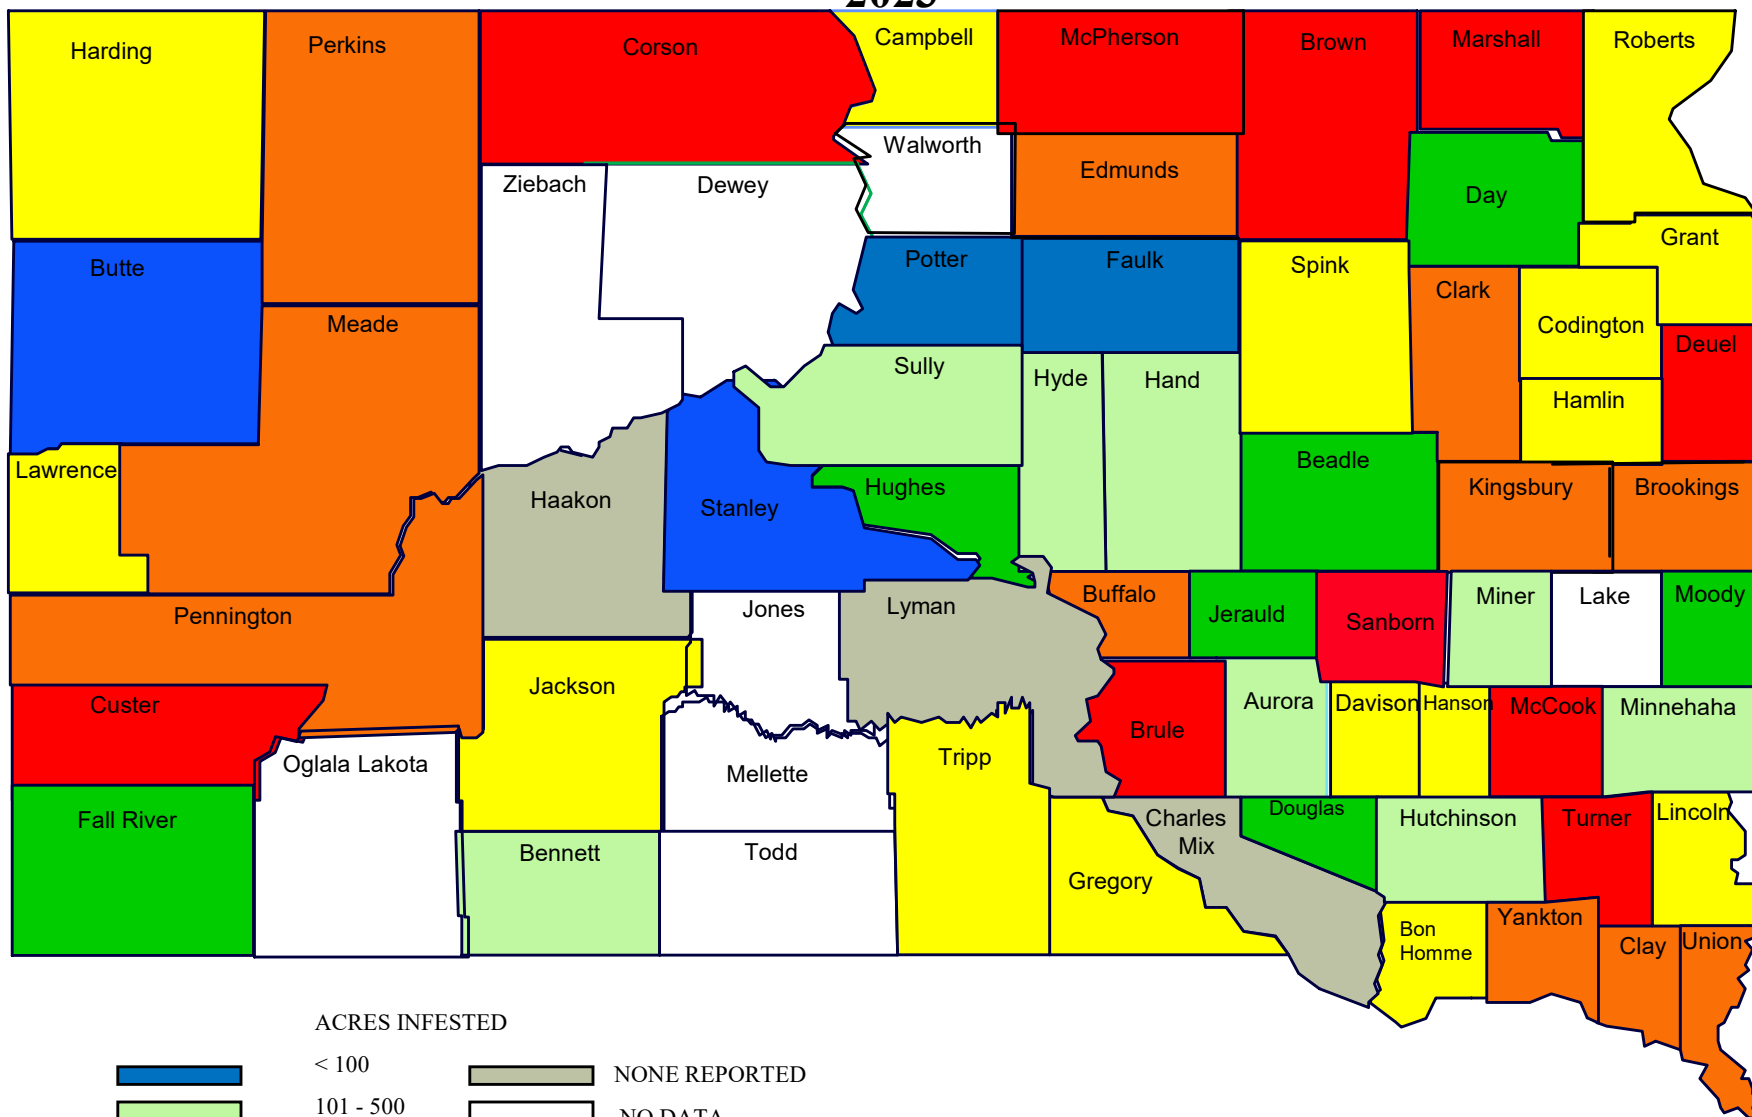 Harding
Perkins
Corson
Campbell
McPherson
Brown
Marshall
Roberts
Walworth
Edmunds
Day
Ziebach
Dewey
Grant
Butte
Potter
Faulk
Spink
Clark
Codington
Meade
Deuel
Sully
Hyde
Hand
Hamlin
Lawrence
Haakon
Stanley
Hughes
Beadle
Kingsbury
Brookings
Pennington
Jones
Lyman
Buffalo
Jerauld
Sanborn
Miner
Lake
Moody
Custer
Jackson
Brule
Aurora
Davison
Hanson
McCook
Minnehaha
Oglala Lakota
Mellette
Tripp
Fall River
Bennett
Todd
Gregory
Charles
Mix
Douglas
Hutchinson
Turner
Lincoln
Bon
Homme
Yankton
Clay
Union
ACRES INFESTED
< 100
NONE REPORTED
101 - 500
NO DATA